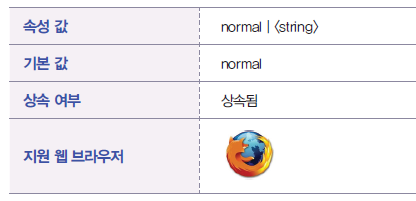 속성 값 normal | 〈string〉
기본 값 normal
상속 여부 상속됨
지원 웹 브라우저